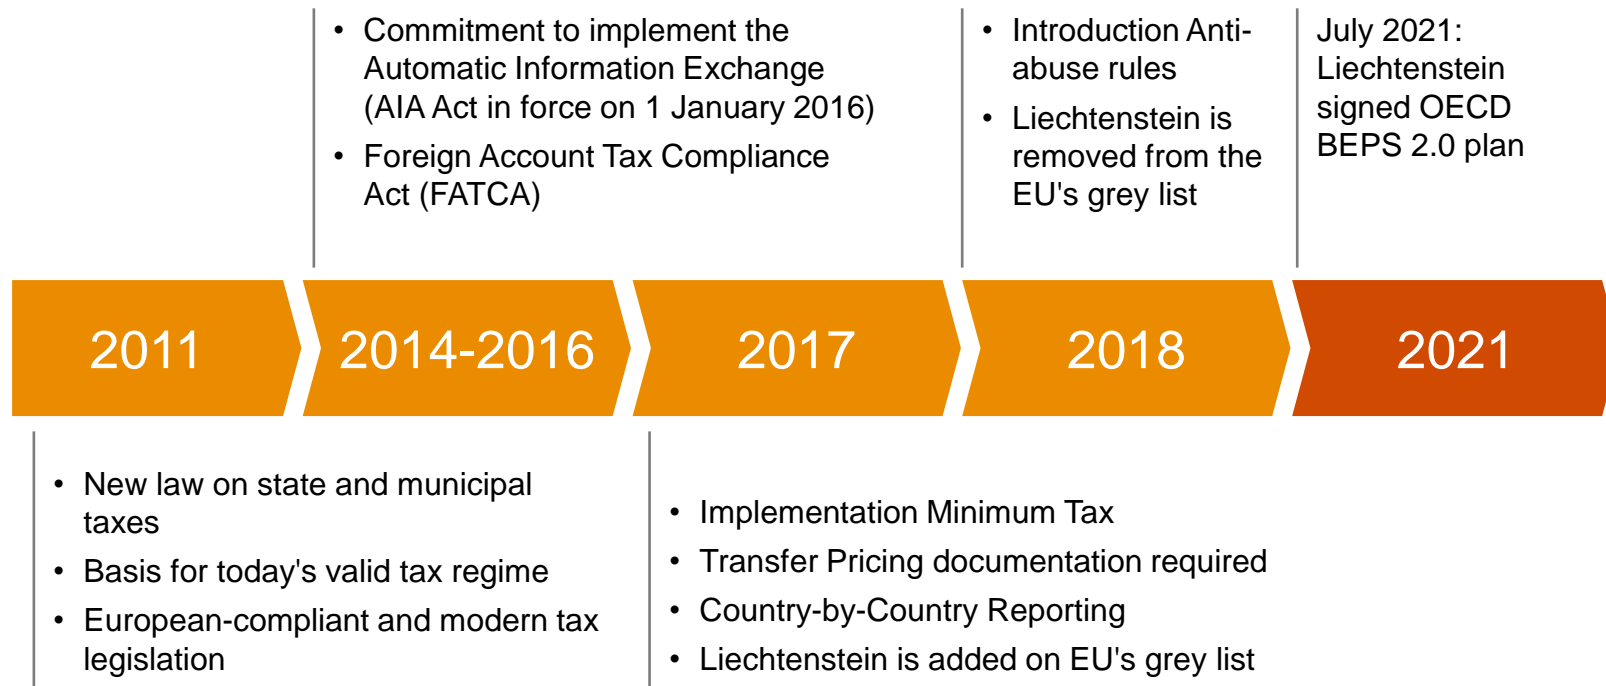 • Commitment to implement the
Automatic Information Exchange
(AIA Act in force on 1 January 2016)
• Foreign Account Tax Compliance
Act (FATCA)
• Introduction Anti-
abuse rules
• Liechtenstein is
removed from the
EU's grey list
July 2021:
Liechtenstein
signed OECD
BEPS 2.0 plan
2011
2014-2016
2017
2018
2021
• New law on state and municipal
taxes
• Basis for today's valid tax regime
• European-compliant and modern tax
legislation
• Implementation Minimum Tax
• Transfer Pricing documentation required
• Country-by-Country Reporting
• Liechtenstein is added on EU's grey list